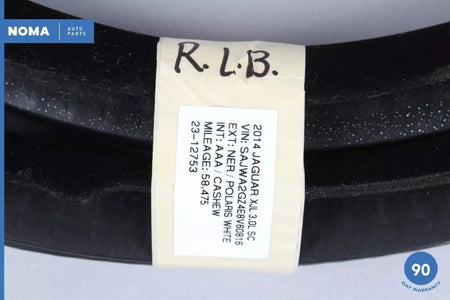 NOMA
AUTO
PARTS
R.L.B.
2014 JAGUAR XJL 3.0L SC
VIN: SAJWA2GZ4E8V60816
EXT: NER / POLARIS WHITE
INT: AAA / CASHEW
MILEAGE: 58,475
23-12753
90
DAY WARRANTY